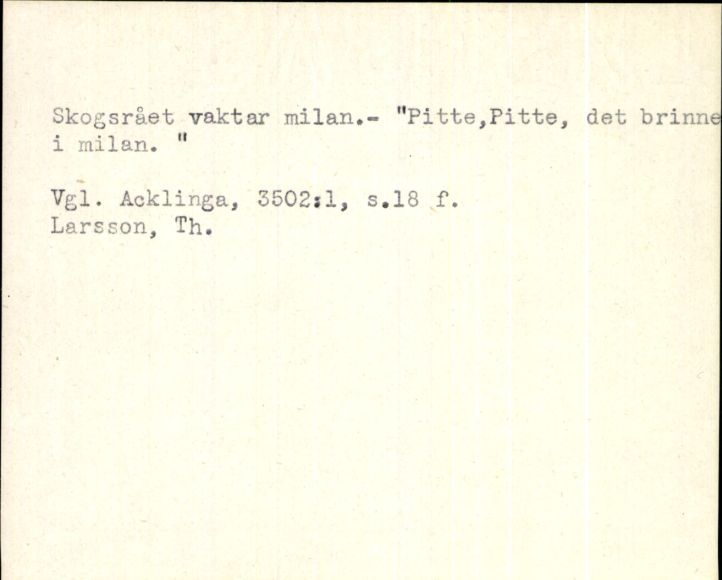 Skogsrået vaktar milan.- "Pitte,Pitte, det brinne
i milan. "
Vgl. Acklinga, 3502:1, s.18 f.
Larsson, Th.